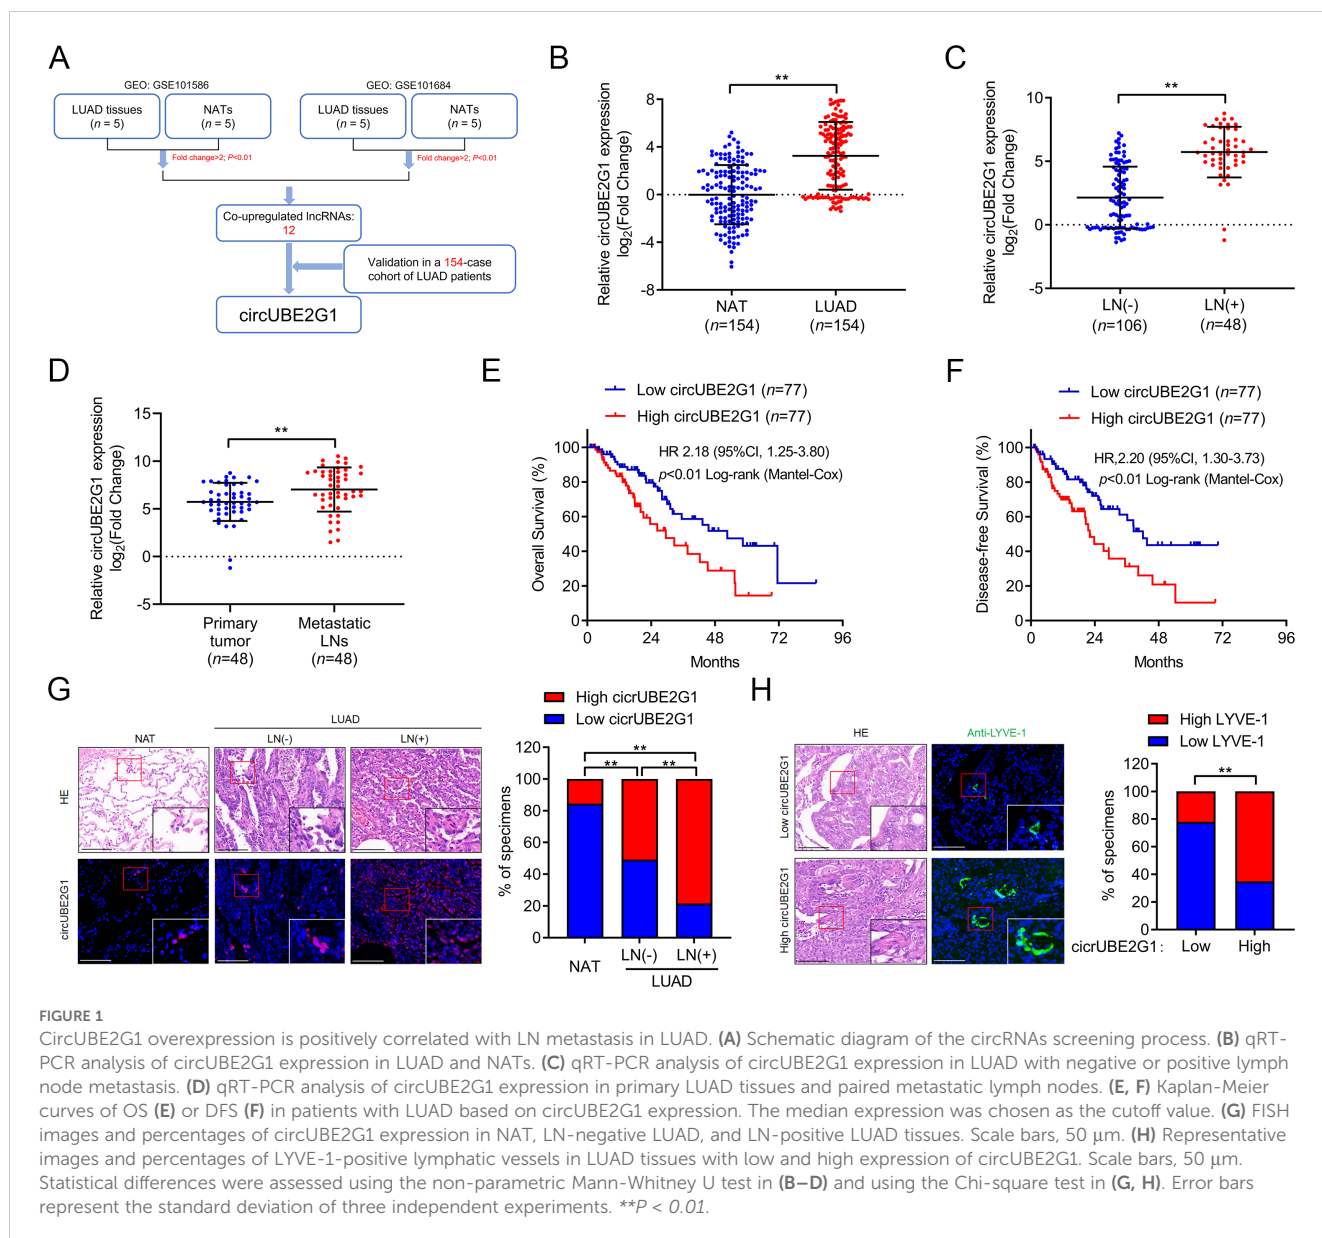 A
GEO: GSE101586
GEO: GSE101684
LUAD tissues
(n = 5)
NATs
(n = 5)
LUAD tissues
(n = 5)
NATs
(n = 5)
Fold change>2; P<0.01
Fold change>2; P<0.01
Co-upregulated lncRNAs:
12
Validation in a 154-case
cohort of LUAD patients
circUBE2G1
B
Relative circUBE2G1 expression
log2(Fold Change)
8
4
0
-4
-8
**
NAT
(n=154)
LUAD
(n=154)
C
Relative circUBE2G1 expression
log2(Fold Change)
10
5
0
-5
**
LN(-)
(n=106)
LN(+)
(n=48)
D
Relative circUBE2G1 expression
log2(Fold Change)
15
10
5
0
-5
**
Primary
tumor
(n=48)
Metastatic
LNs
(n=48)
E
Low circUBE2G1 (n=77)
High circUBE2G1 (n=77)
HR 2.18 (95%CI, 1.25-3.80)
p<0.01 Log-rank (Mantel-Cox)
Overall Survival (%)
100
80
60
40
20
0
0 24 48 72 96
Months
F
Low circUBE2G1 (n=77)
High circUBE2G1 (n=77)
HR,2.20 (95%CI, 1.30-3.73)
p<0.01 Log-rank (Mantel-Cox)
Disease-free Survival (%)
100
80
60
40
20
0
0 24 48 72 96
Months
G
LUAD
NAT
LN(-)
LN(+)
HE
circUBE2G1
High cicrUBE2G1
Low cicrUBE2G1
% of specimens
120
100
80
60
40
20
0
**
** **
NAT
LN(-) LN(+)
LUAD
H
HE
Anti-LYVE-1
Low circUBE2G1
High circUBE2G1
High LYVE-1
Low LYVE-1
% of specimens
120
100
80
60
40
20
0
**
cicrUBE2G1: Low High
FIGURE 1
CircUBE2G1 overexpression is positively correlated with LN metastasis in LUAD. (A) Schematic diagram of the circRNAs screening process. (B) qRT-
PCR analysis of circUBE2G1 expression in LUAD and NATs. (C) qRT-PCR analysis of circUBE2G1 expression in LUAD with negative or positive lymph
node metastasis. (D) qRT-PCR analysis of circUBE2G1 expression in primary LUAD tissues and paired metastatic lymph nodes. (E, F) Kaplan-Meier
curves of OS (E) or DFS (F) in patients with LUAD based on circUBE2G1 expression. The median expression was chosen as the cutoff value. (G) FISH
images and percentages of circUBE2G1 expression in NAT, LN-negative LUAD, and LN-positive LUAD tissues. Scale bars, 50 μm. (H) Representative
images and percentages of LYVE-1-positive lymphatic vessels in LUAD tissues with low and high expression of circUBE2G1. Scale bars, 50 μm.
Statistical differences were assessed using the non-parametric Mann-Whitney U test in (B–D) and using the Chi-square test in (G, H). Error bars
represent the standard deviation of three independent experiments. **P < 0.01.